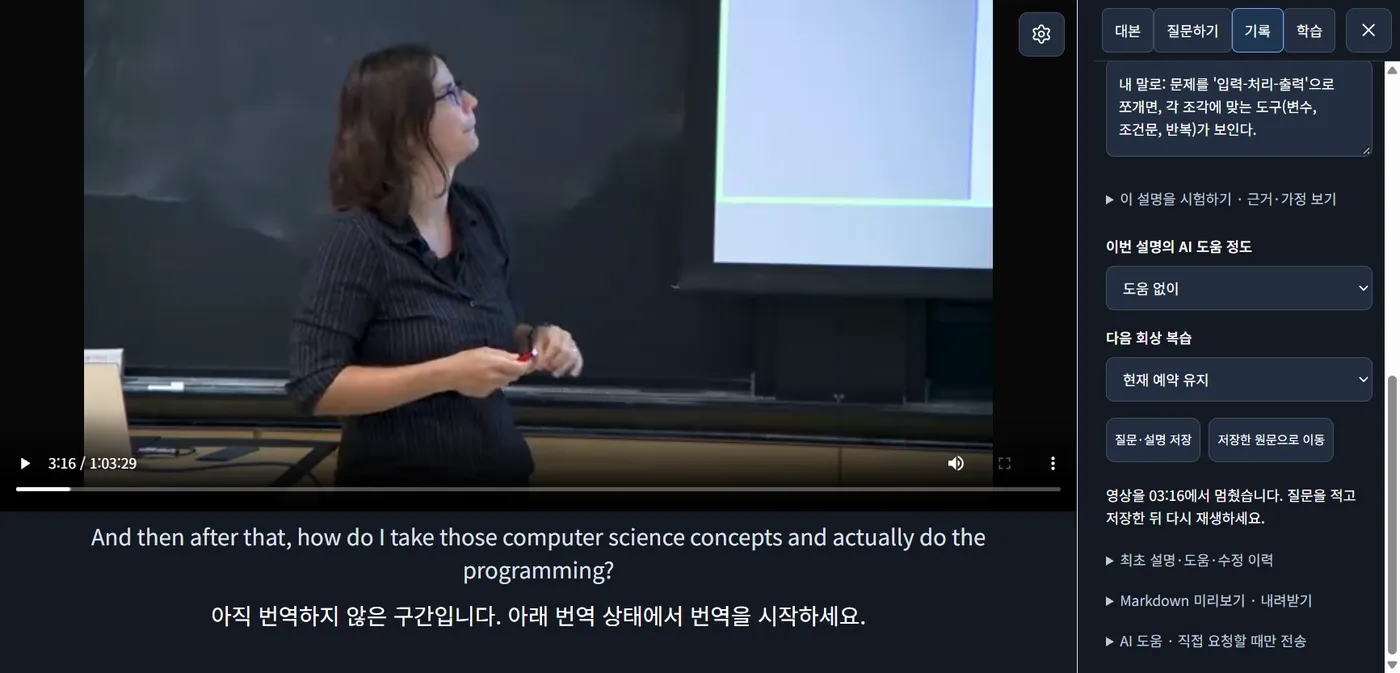 3:16 / 1:03:29
And then after that, how do I take those computer science concepts and actually do the
programming?
아직 번역하지 않은 구간입니다. 아래 번역 상태에서 번역을 시작하세요.
대본
질문하기
기록
학습
내 말로: 문제를 '입력-처리-출력'으로
쪼개면, 각 조각에 맞는 도구(변수,
조건문, 반복)가 보인다.
▶ 이 설명을 시험하기 · 근거·가정 보기
이번 설명의 AI 도움 정도
도움 없이
다음 회상 복습
현재 예약 유지
질문·설명 저장
저장한 원문으로 이동
영상을 03:16에서 멈췄습니다. 질문을 적고
저장한 뒤 다시 재생하세요.
▶ 최초 설명·도움·수정 이력
▶ Markdown 미리보기 · 내려받기
▶ AI 도움 · 직접 요청할 때만 전송